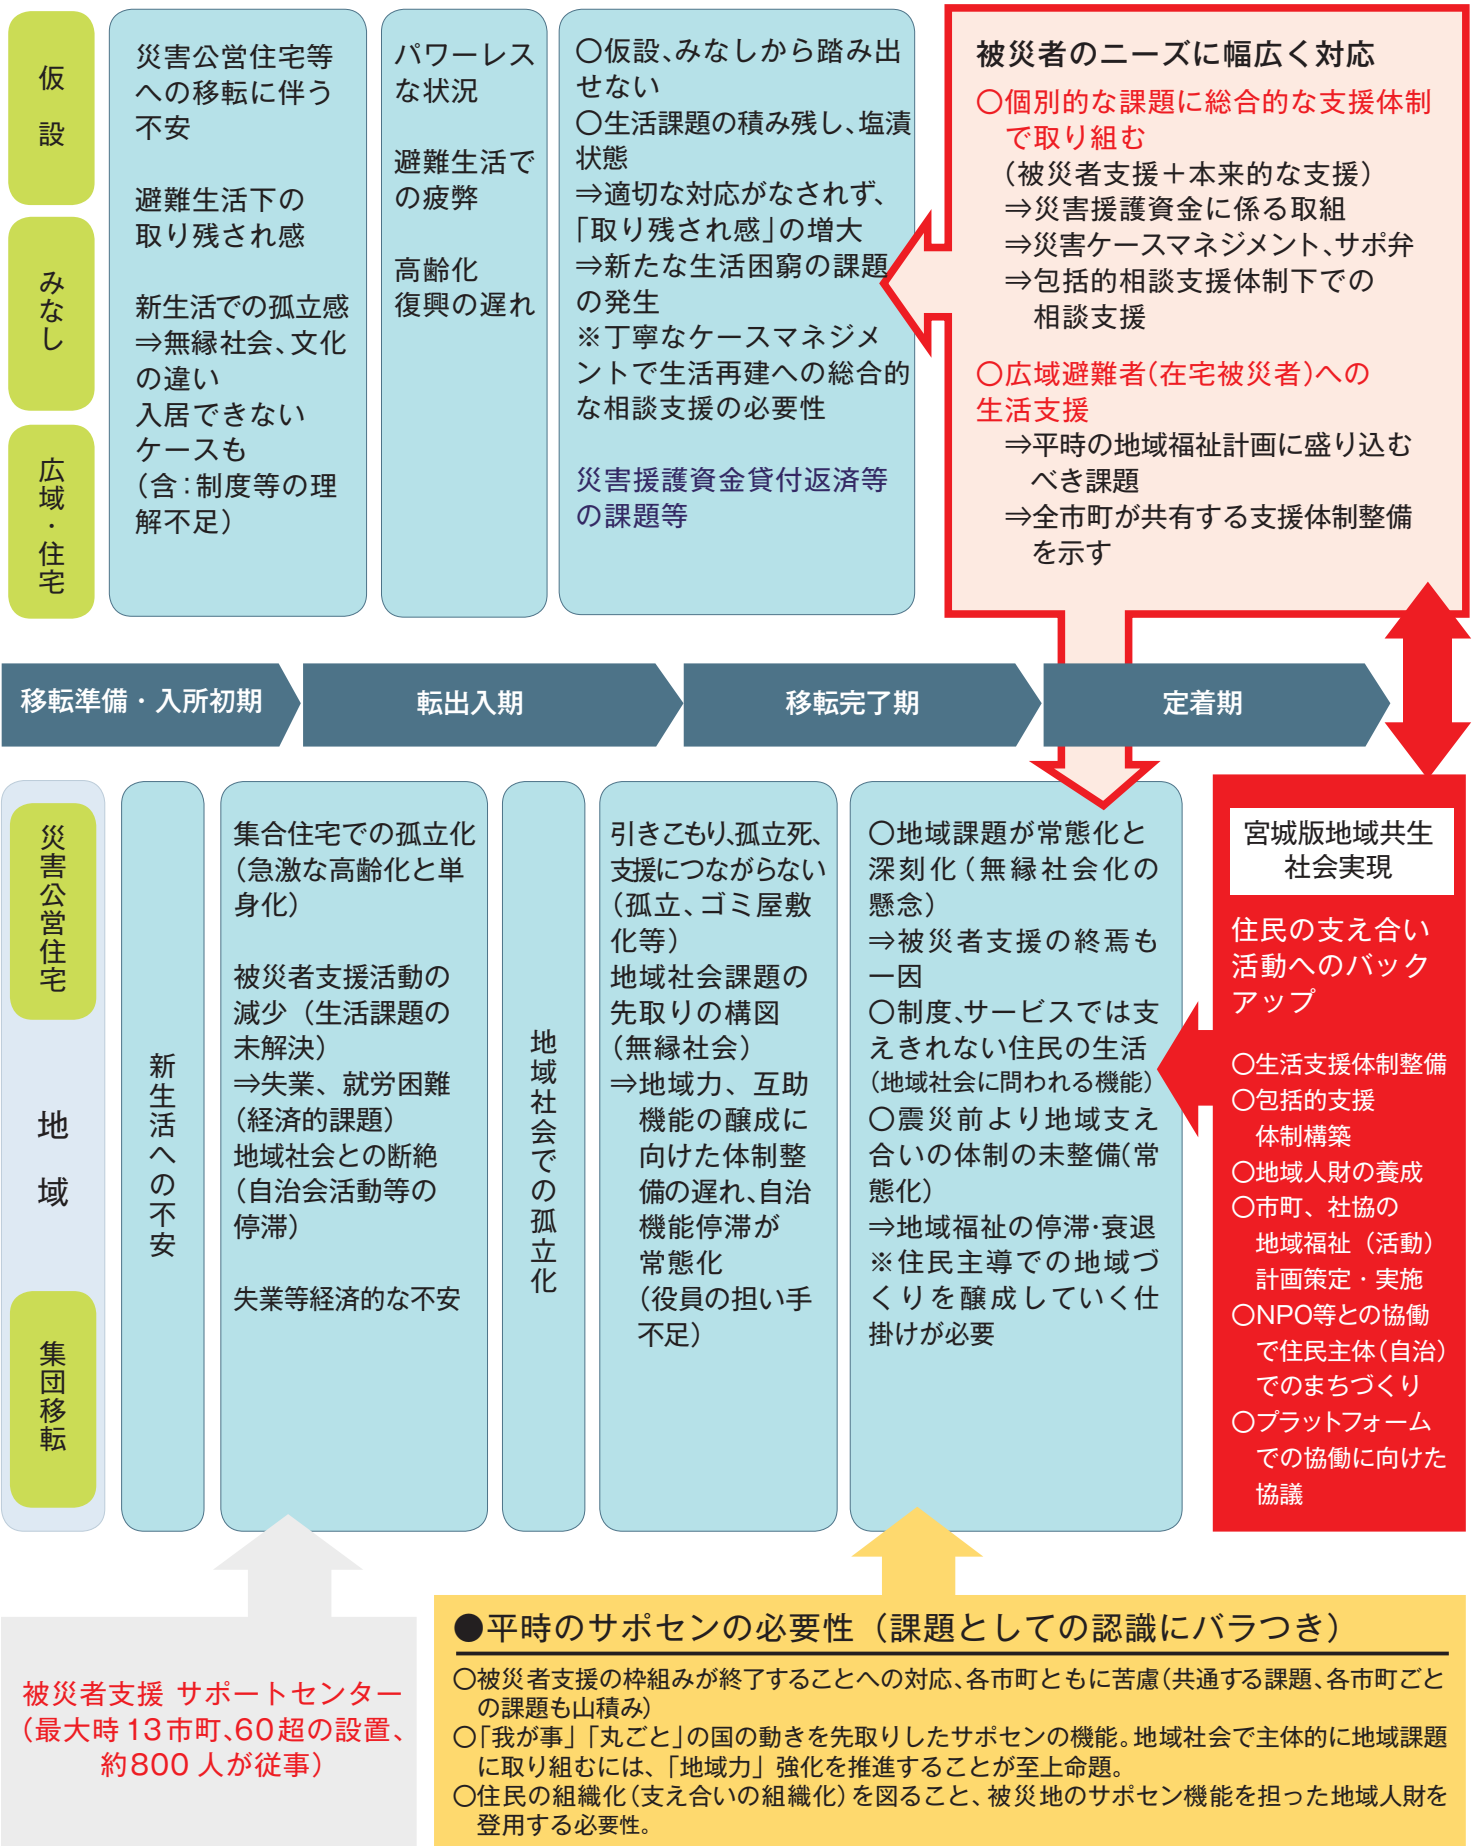 仮設
みなし
広域・住宅
災害公営住宅等
への移転に伴う
不安
避難生活下の
取り残され感
新生活での孤立感
⇒無縁社会、文化
の違い
入居できない
ケースも
（含：制度等の理
解不足）
パワーレス
な状況
避難生活で
の疲弊
高齢化
復興の遅れ
○仮設、みなしから踏み出
せない
○生活課題の積み残し、塩漬
状態
⇒適切な対応がなされず、
「取り残され感」の増大
⇒新たな生活困窮の課題
の発生
※丁寧なケースマネジメ
ントで生活再建への総合的
な相談支援の必要性
災害援護資金貸付返済等
の課題等
被災者のニーズに幅広く対応
○個別的な課題に総合的な支援体制
で取り組む
（被災者支援＋本来的な支援）
⇒災害援護資金に係る取組
⇒災害ケースマネジメント、サポ弁
⇒包括的相談支援体制下での
相談支援
○広域避難者（在宅被災者）への
生活支援
⇒平時の地域福祉計画に盛り込む
べき課題
⇒全市町が共有する支援体制整備
を示す
移転準備・入所初期
転出入期
移転完了期
定着期
災害公営住宅
地域
集団移転
新生活への不安
集合住宅での孤立化
（急激な高齢化と単
身化）
被災者支援活動の
減少（生活課題の
未解決）
⇒失業、就労困難
（経済的課題）
地域社会との断絶
（自治会活動等の
停滞）
失業等経済的な不安
地域社会での孤立化
引きこもり、孤立死、
支援につながらない
（孤立、ゴミ屋敷
化等）
地域社会課題の
先取りの構図
（無縁社会）
⇒地域力、互助
機能の醸成に
向けた体制整
備の遅れ、自治
機能停滞が
常態化
（役員の担い手
不足）
○地域課題が常態化と
深刻化（無縁社会化の
懸念）
⇒被災者支援の終焉も
一因
○制度、サービスでは支
えきれない住民の生活
（地域社会に問われる機能）
○震災前より地域支え
合いの体制の未整備（常
態化）
⇒地域福祉の停滞・衰退
※住民主導での地域づ
くりを醸成していく仕
掛けが必要
宮城版地域共生
社会実現
住民の支え合い
活動へのバック
アップ
○生活支援体制整備
○包括的支援
体制構築
○地域人財の養成
○市町、社協の
地域福祉（活動）
計画策定・実施
○NPO等との協働
で住民主体（自治）
でのまちづくり
○プラットフォーム
での協働に向けた
協議
被災者支援 サポートセンター
（最大時13市町、60超の設置、
約800人が従事）
●平時のサポセンの必要性（課題としての認識にバラつき）
○被災者支援の枠組みが終了することへの対応、各市町ともに苦慮（共通する課題、各市町ごと
の課題も山積み）
○「我が事」「丸ごと」の国の動きを先取りしたサポセンの機能。地域社会で主体的に地域課題
に取り組むには、「地域力」強化を推進することが至上命題。
○住民の組織化（支え合いの組織化）を図ること、被災地のサポセン機能を担った地域人財を
登用する必要性。